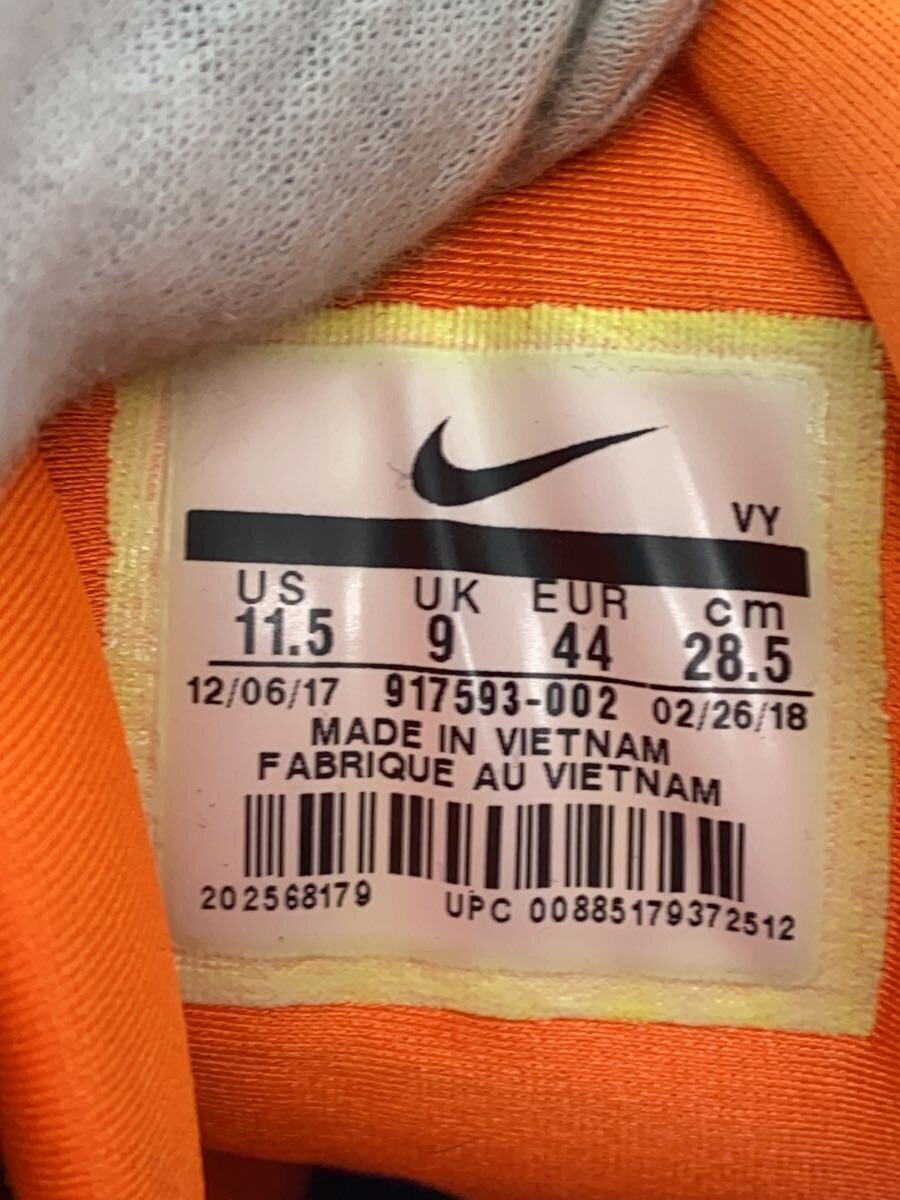 VY
US UK EUR cm
11.5 9 44 28.5
12/06/17 917593-002 02/26/18
MADE IN VIETNAM
FABRIQUE AU VIETNAM
202568179 UPC 00885179372512